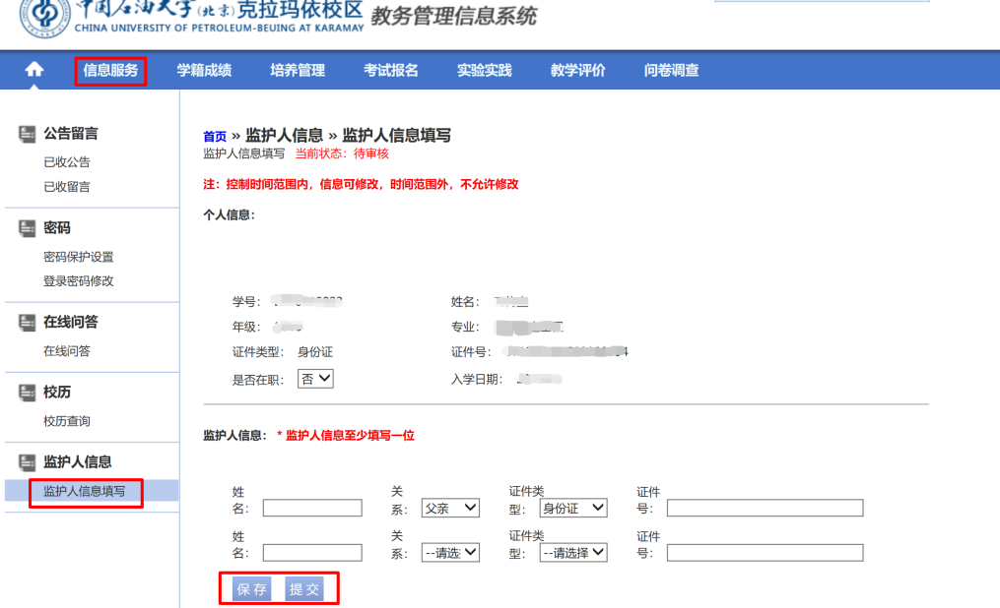 中国石油大学(北京)克拉玛依校区 教务管理信息系统
CHINA UNIVERSITY OF PETROLEUM-BEIJING AT KARAMAY
信息服务 学籍成绩 培养管理 考试报名 实验实践 教学评价 问卷调查
公告留言
已收公告
已收留言
密码
密码保护设置
登录密码修改
在线问答
在线问答
校历
校历查询
监护人信息
监护人信息填写
首页 » 监护人信息 » 监护人信息填写
监护人信息填写 当前状态：待审核
注：控制时间范围内，信息可修改，时间范围外，不允许修改
个人信息：
学号： 姓名：
年级： 专业：
证件类型： 身份证 证件号：
是否在职： 否 入学日期：
监护人信息： * 监护人信息至少填写一位
姓名： 关系： 父亲 证件类型： 身份证 证件号：
姓名： 关系： --请选 证件类型： --请选择 证件号：
保存 提交